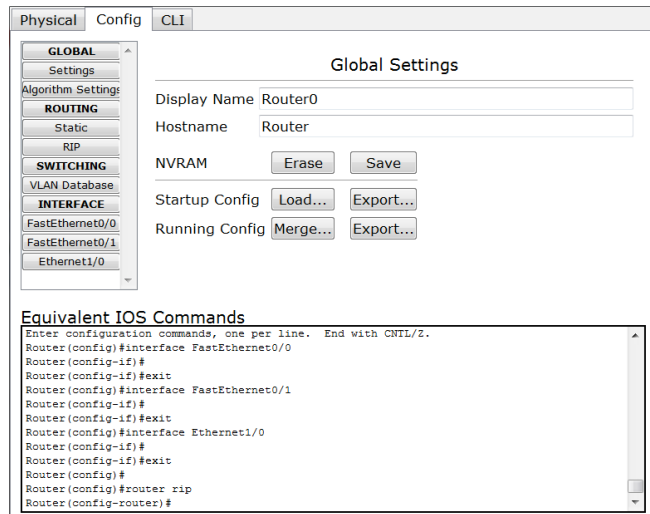 Physical Config CLI
GLOBAL
Settings
Algorithm Settings
ROUTING
Static
RIP
SWITCHING
VLAN Database
INTERFACE
FastEthernet0/0
FastEthernet0/1
Ethernet1/0
Global Settings
Display Name Router0
Hostname Router
NVRAM Erase Save
Startup Config Load... Export...
Running Config Merge... Export...
Equivalent IOS Commands
Enter configuration commands, one per line. End with CNTL/Z.
Router(config)#interface FastEthernet0/0
Router(config-if)#
Router(config-if)#exit
Router(config)#interface FastEthernet0/1
Router(config-if)#
Router(config-if)#exit
Router(config)#interface Ethernet1/0
Router(config-if)#
Router(config-if)#exit
Router(config)#
Router(config)#router rip
Router(config-router)#